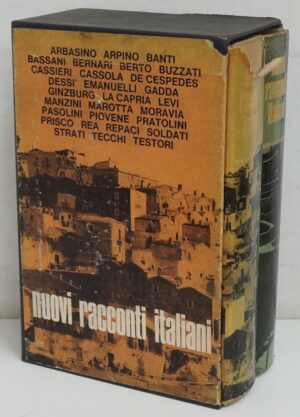 ARBASINO ARPINO BANTI
BASSANI BERNARI BERTO BUZZATI
CASSIERI CASSOLA DE CESPEDES
DESSI' EMANUELLI GADDA
GINZBURG LA CAPRIA LEVI
MANZINI MAROTTA MORAVIA
PASOLINI PIOVENE PRATOLINI
PRISCO REA REPACI SOLDATI
STRATI TECCHI TESTORI
nuovi racconti italiani